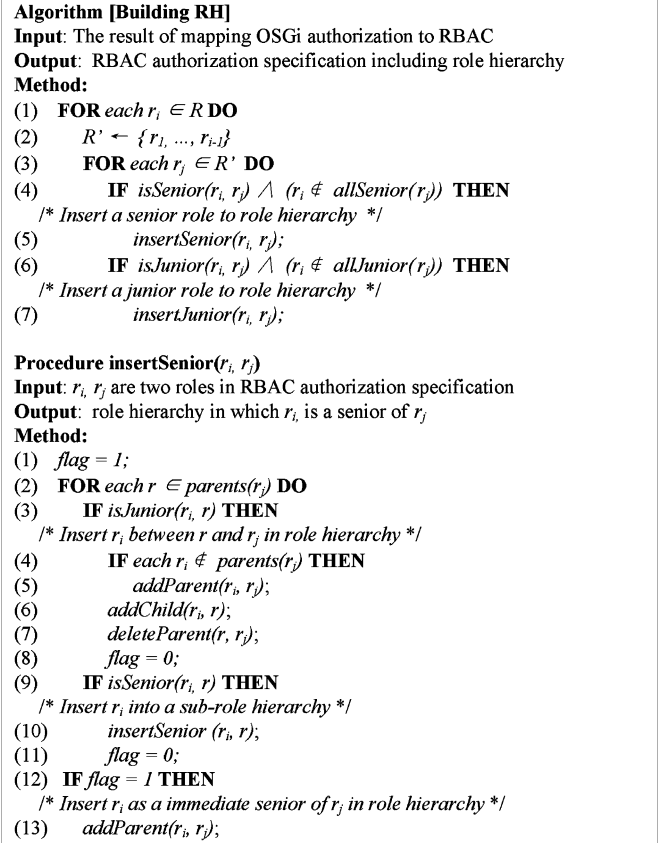 Algorithm [Building RH]
Input: The result of mapping OSGi authorization to RBAC
Output: RBAC authorization specification including role hierarchy
Method:
(1) FOR each rᵢ ∈ R DO
(2) R’ ← {r₁, ..., rᵢ₋₁}
(3) FOR each rⱼ ∈ R’ DO
(4) IF isSenior(rᵢ, rⱼ) ∧ (rᵢ ∉ allSenior(rⱼ)) THEN
/* Insert a senior role to role hierarchy */
(5) insertSenior(rᵢ, rⱼ);
(6) IF isJunior(rᵢ, rⱼ) ∧ (rᵢ ∉ allJunior(rⱼ)) THEN
/* Insert a junior role to role hierarchy */
(7) insertJunior(rᵢ, rⱼ);
Procedure insertSenior(rᵢ, rⱼ)
Input: rᵢ, rⱼ are two roles in RBAC authorization specification
Output: role hierarchy in which rᵢ, is a senior of rⱼ
Method:
(1) flag = 1;
(2) FOR each r ∈ parents(rⱼ) DO
(3) IF isJunior(rᵢ, r) THEN
/* Insert rᵢ between r and rⱼ in role hierarchy */
(4) IF each rᵢ ∉ parents(rⱼ) THEN
(5) addParent(rᵢ, rⱼ);
(6) addChild(rᵢ, r);
(7) deleteParent(r, rⱼ);
(8) flag = 0;
(9) IF isSenior(rᵢ, r) THEN
/* Insert rᵢ into a sub-role hierarchy */
(10) insertSenior (rᵢ, r);
(11) flag = 0;
(12) IF flag = 1 THEN
/* Insert rᵢ as a immediate senior of rⱼ in role hierarchy */
(13) addParent(rᵢ, rⱼ);